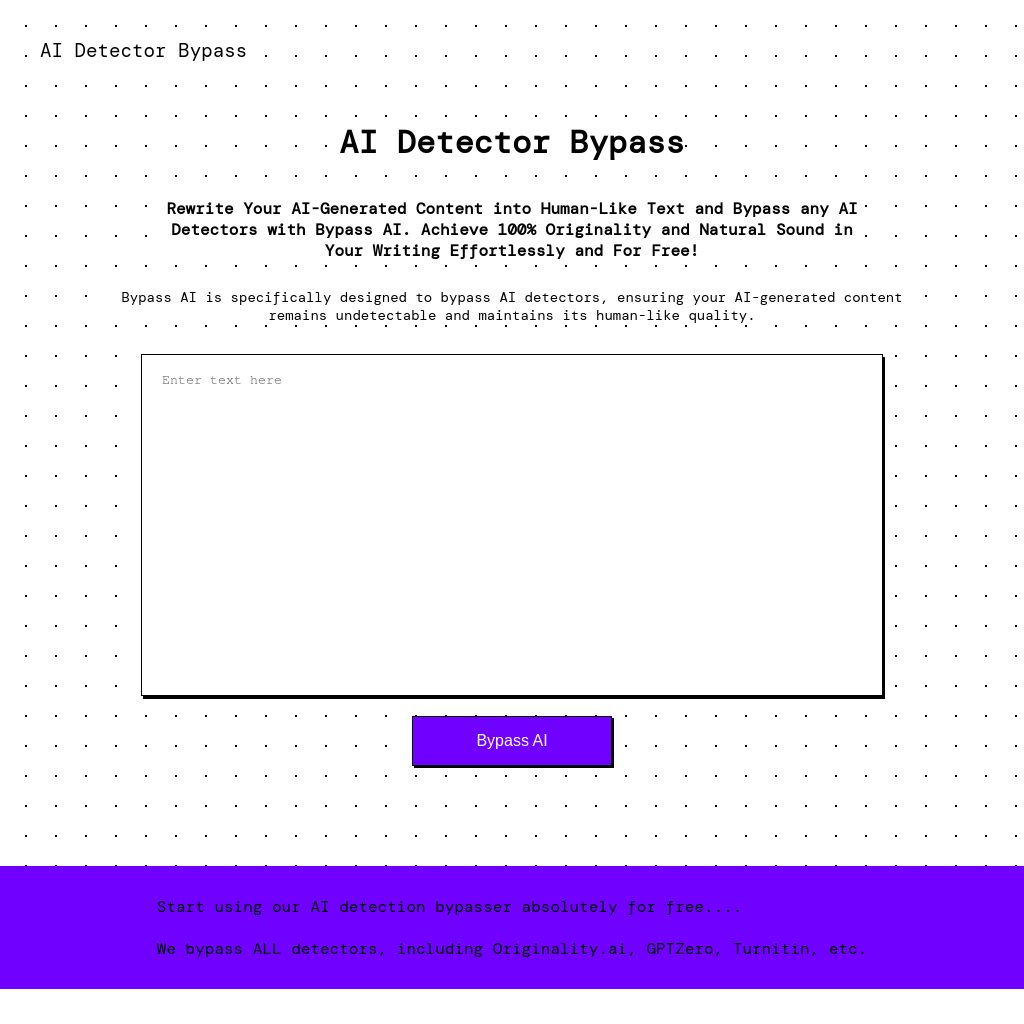 AI Detector Bypass
AI Detector Bypass
Rewrite Your AI-Generated Content into Human-Like Text and Bypass any AI
Detectors with Bypass AI. Achieve 100% Originality and Natural Sound in
Your Writing Effortlessly and For Free!
Bypass AI is specifically designed to bypass AI detectors, ensuring your AI-generated content
remains undetectable and maintains its human-like quality.
Enter text here
Bypass AI
Start using our AI detection bypasser absolutely for free....
We bypass ALL detectors, including Originality.ai, GPTZero, Turnitin, etc.